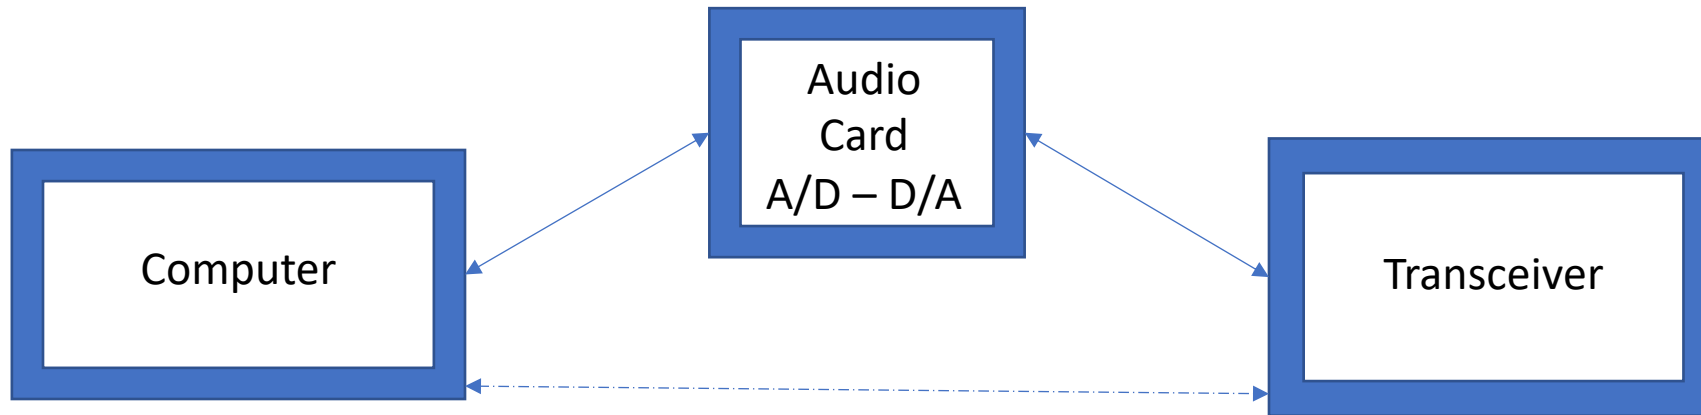 Audio
Card
A/D – D/A
Computer
Transceiver